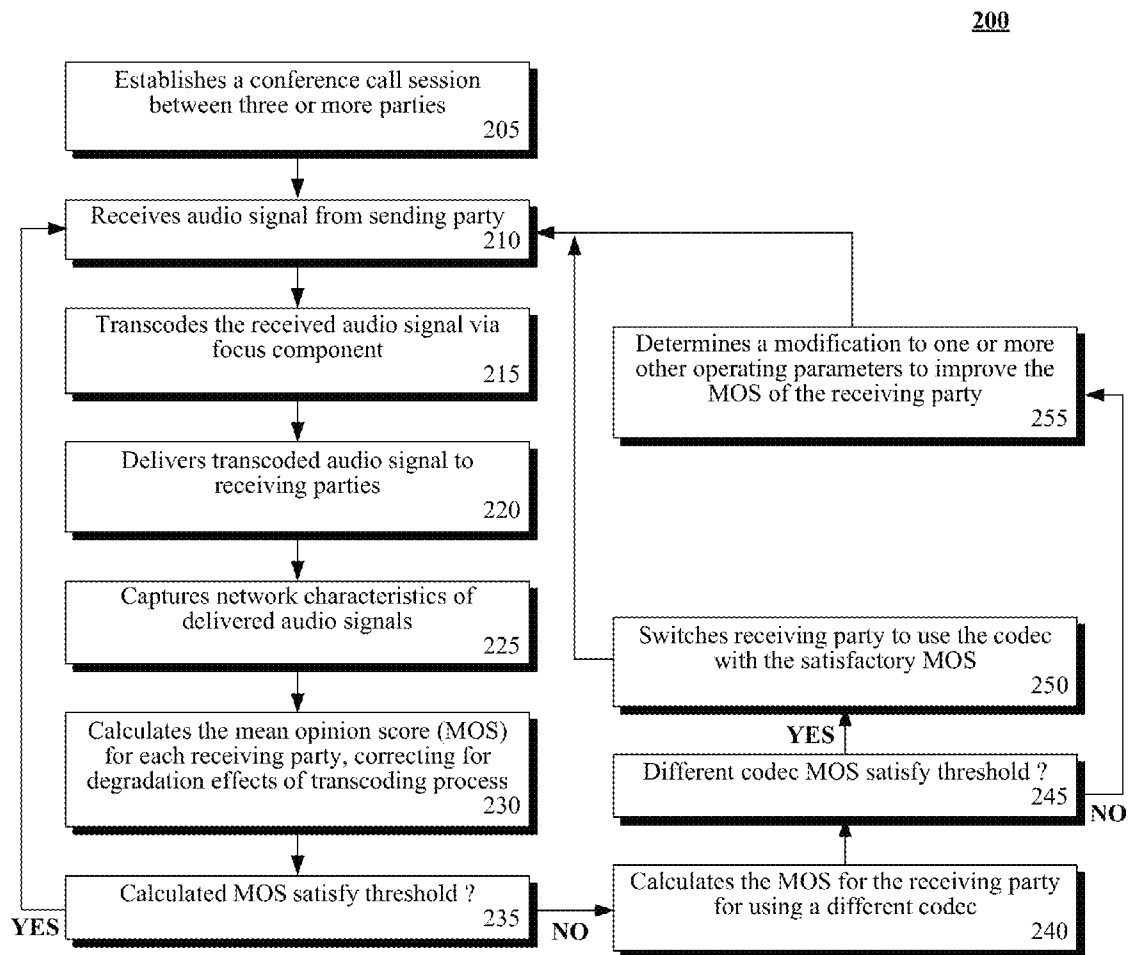 200
Establishes a conference call session
between three or more parties
205
Receives audio signal from sending party
210
Transcodes the received audio signal via
focus component
215
Delivers transcoded audio signal to
receiving parties
220
Captures network characteristics of
delivered audio signals
225
Calculates the mean opinion score (MOS)
for each receiving party, correcting for
degradation effects of transcoding process
230
Calculated MOS satisfy threshold ?
235
YES
NO
Calculates the MOS for the receiving party
for using a different codec
240
Different codec MOS satisfy threshold ?
245
YES
NO
Switches receiving party to use the codec
with the satisfactory MOS
250
Determines a modification to one or more
other operating parameters to improve the
MOS of the receiving party
255